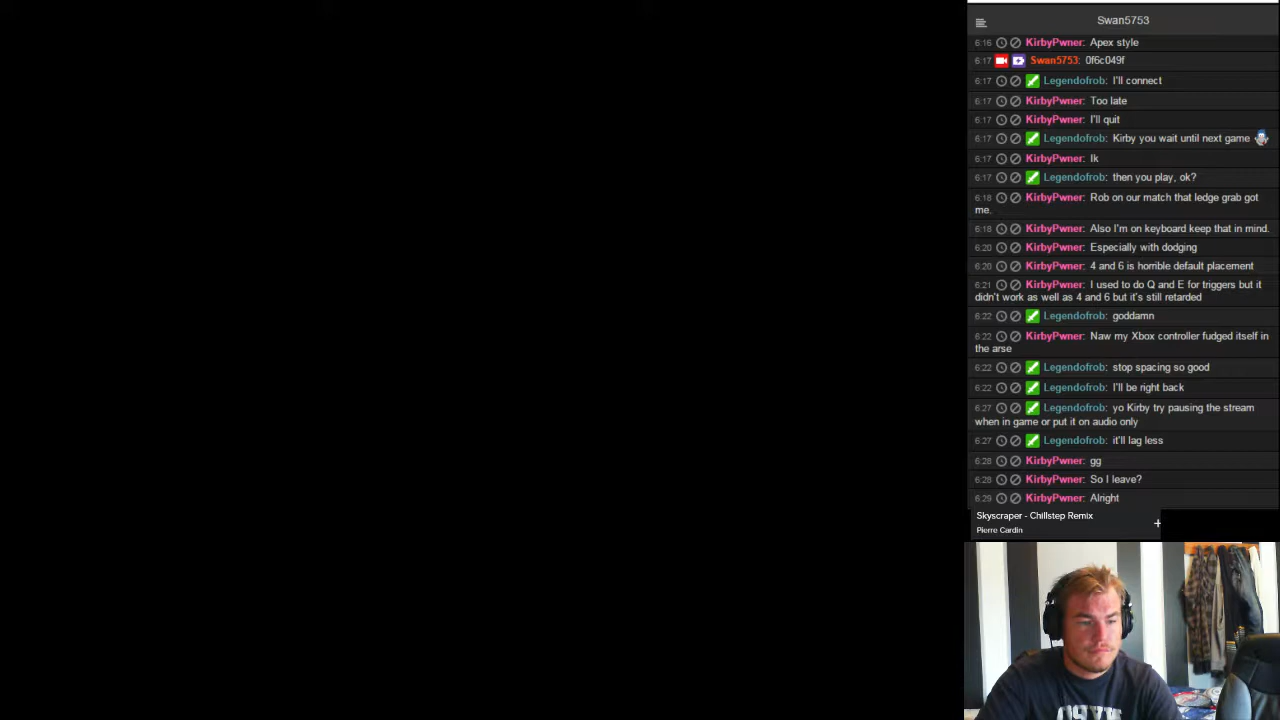 Swan5753
6:16 KirbyPwner: Apex style
6:17 Swan5753: 0f6c049f
6:17 Legendofrob: I'll connect
6:17 KirbyPwner: Too late
6:17 KirbyPwner: I'll quit
6:17 Legendofrob: Kirby you wait until next game
6:17 KirbyPwner: Ik
6:17 Legendofrob: then you play, ok?
6:18 KirbyPwner: Rob on our match that ledge grab got
me.
6:18 KirbyPwner: Also I'm on keyboard keep that in mind.
6:20 KirbyPwner: Especially with dodging
6:20 KirbyPwner: 4 and 6 is horrible default placement
6:21 KirbyPwner: I used to do Q and E for triggers but it
didn't work as well as 4 and 6 but it's still retarded
6:22 Legendofrob: goddamn
6:22 KirbyPwner: Naw my Xbox controller fudged itself in
the arse
6:22 Legendofrob: stop spacing so good
6:22 Legendofrob: I'll be right back
6:27 Legendofrob: yo Kirby try pausing the stream
when in game or put it on audio only
6:27 Legendofrob: it'll lag less
6:28 KirbyPwner: gg
6:28 KirbyPwner: So I leave?
6:29 KirbyPwner: Alright
Skyscraper - Chillstep Remix
+
Pierre Cardin